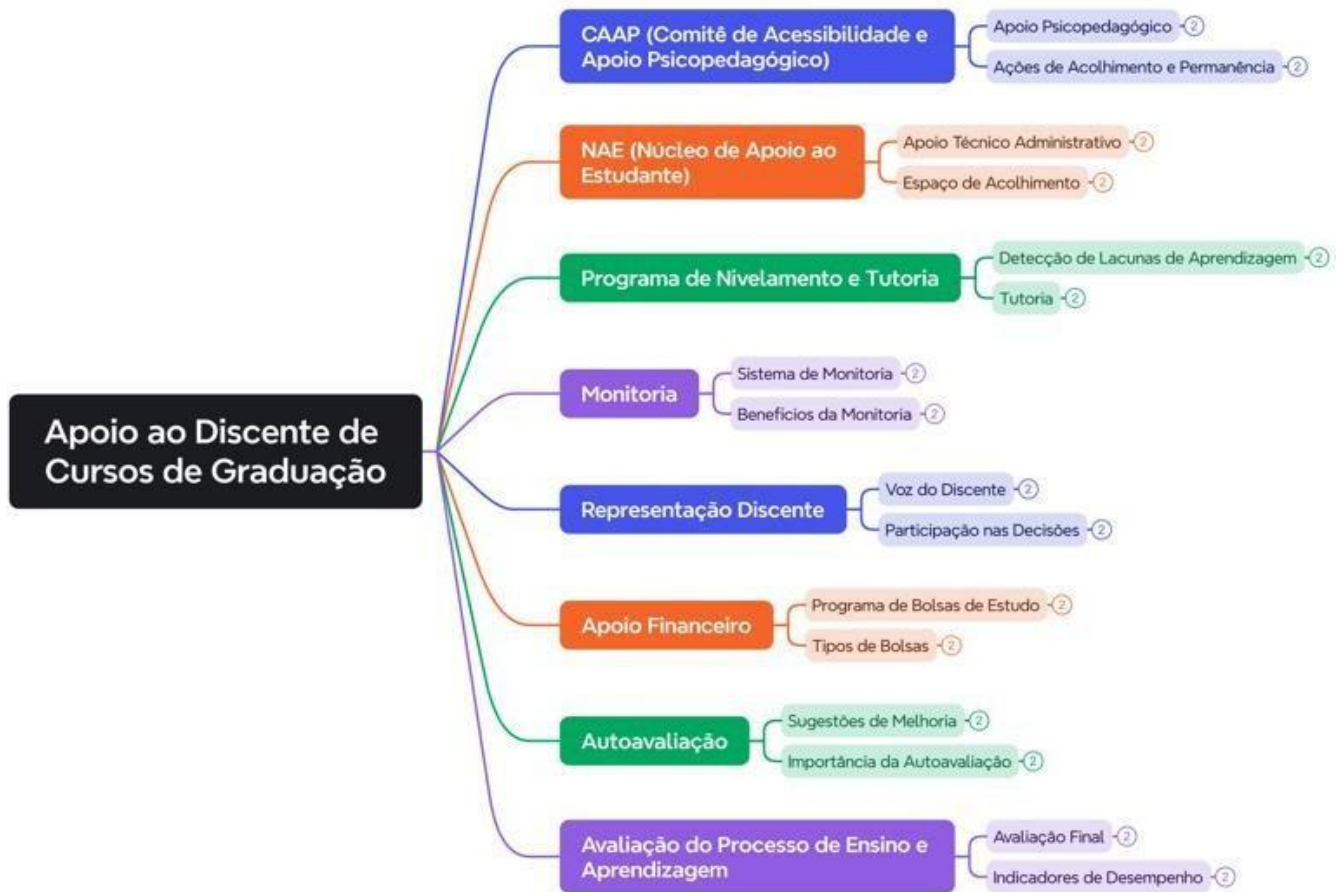 Apoio ao Discente de
Cursos de Graduação
CAAP (Comitê de Acessibilidade e
Apoio Psicopedagógico)
Apoio Psicopedagógico 2
Ações de Acolhimento e Permanência 2
NAE (Núcleo de Apoio ao
Estudante)
Apoio Técnico Administrativo 2
Espaço de Acolhimento 2
Programa de Nivelamento e Tutoria
Detecção de Lacunas de Aprendizagem 2
Tutoria 2
Monitoria
Sistema de Monitoria 2
Benefícios da Monitoria 2
Representação Discente
Voz do Discente 2
Participação nas Decisões 2
Apoio Financeiro
Programa de Bolsas de Estudo 2
Tipos de Bolsas 2
Autoavaliação
Sugestões de Melhoria 2
Importância da Autoavaliação 2
Avaliação do Processo de Ensino e
Aprendizagem
Avaliação Final 2
Indicadores de Desempenho 2